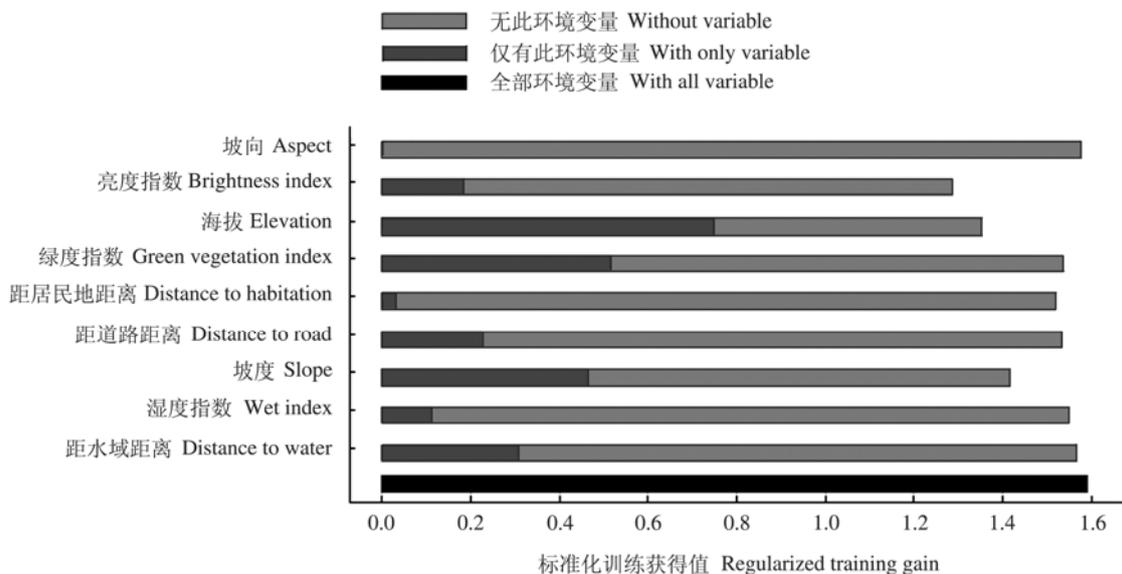 无此环境变量 Without variable
仅有此环境变量 With only variable
全部环境变量 With all variable
坡向 Aspect
亮度指数 Brightness index
海拔 Elevation
绿度指数 Green vegetation index
距居民地距离 Distance to habitation
距道路距离 Distance to road
坡度 Slope
湿度指数 Wet index
距水域距离 Distance to water
0.0 0.2 0.4 0.6 0.8 1.0 1.2 1.4 1.6
标准化训练获得值 Regularized training gain